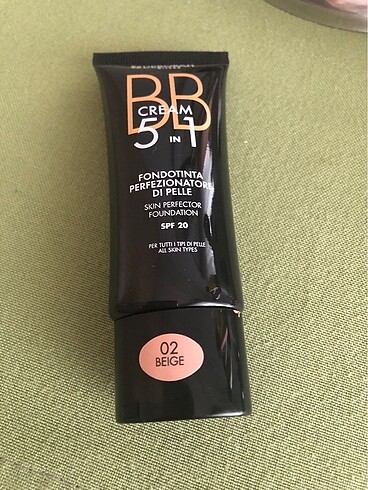 BB
CREAM
5 IN 1
FONDOTINTA
PERFEZIONATORE
DI PELLE
SKIN PERFECTOR
FOUNDATION
SPF 20
PER TUTTI I TIPI DI PELLE
ALL SKIN TYPES
02
BEIGE